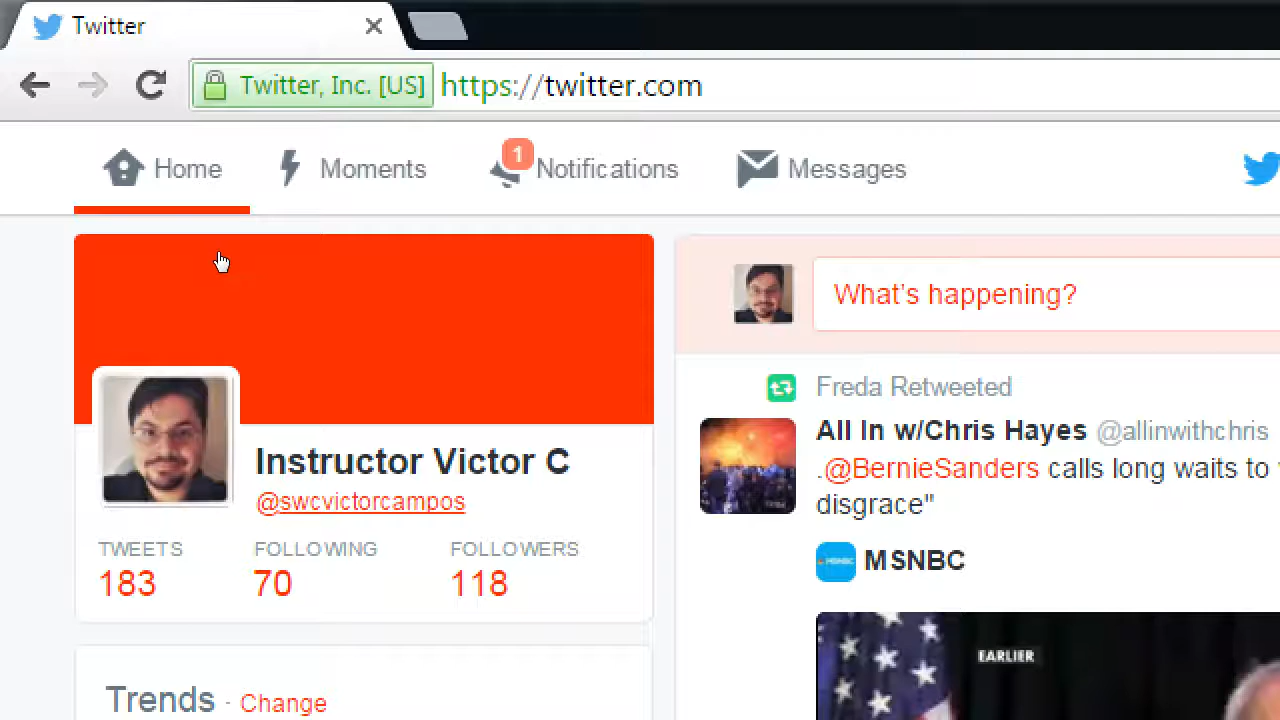 Twitter
Twitter, Inc. [US] https://twitter.com
Home Moments 1 Notifications Messages
Instructor Victor C
@swcvictorcampos
TWEETS FOLLOWING FOLLOWERS
183 70 118
Trends · Change
What's happening?
Freda Retweeted
All In w/Chris Hayes @allinwithchris
.@BernieSanders calls long waits to
disgrace"
MSNBC
MSNBC
EARLIER